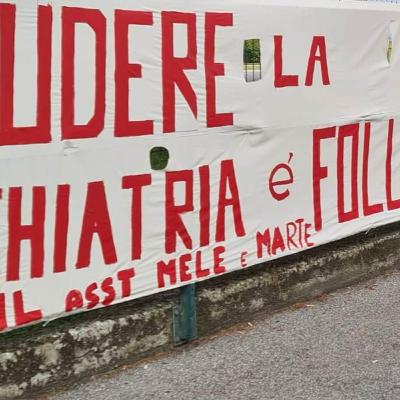 UDERE LA
HIATRIA é FOLL
IL ASST MELE E MARTE